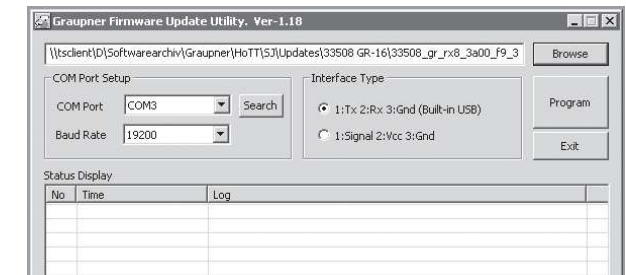 Graupner Firmware Update Utility. Ver-1.18
\\tsclient\D\Softwarearchiv\Graupner\HoTT\SJ\Updates\33508 GR-16\33508_gr_rx8_3a00_f9_3
Browse
COM Port Setup
COM Port COM3 Search
Baud Rate 19200
Interface Type
1:Tx 2:Rx 3:Gnd (Built-in USB)
1:Signal 2:Vcc 3:Gnd
Program
Exit
Status Display
No Time Log